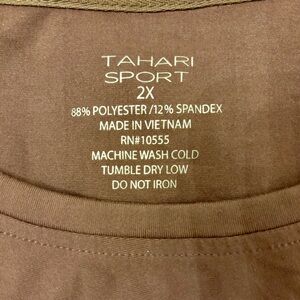 TAHARI
SPORT
2X
88% POLYESTER /12% SPANDEX
MADE IN VIETNAM
RN#10555
MACHINE WASH COLD
TUMBLE DRY LOW
DO NOT IRON